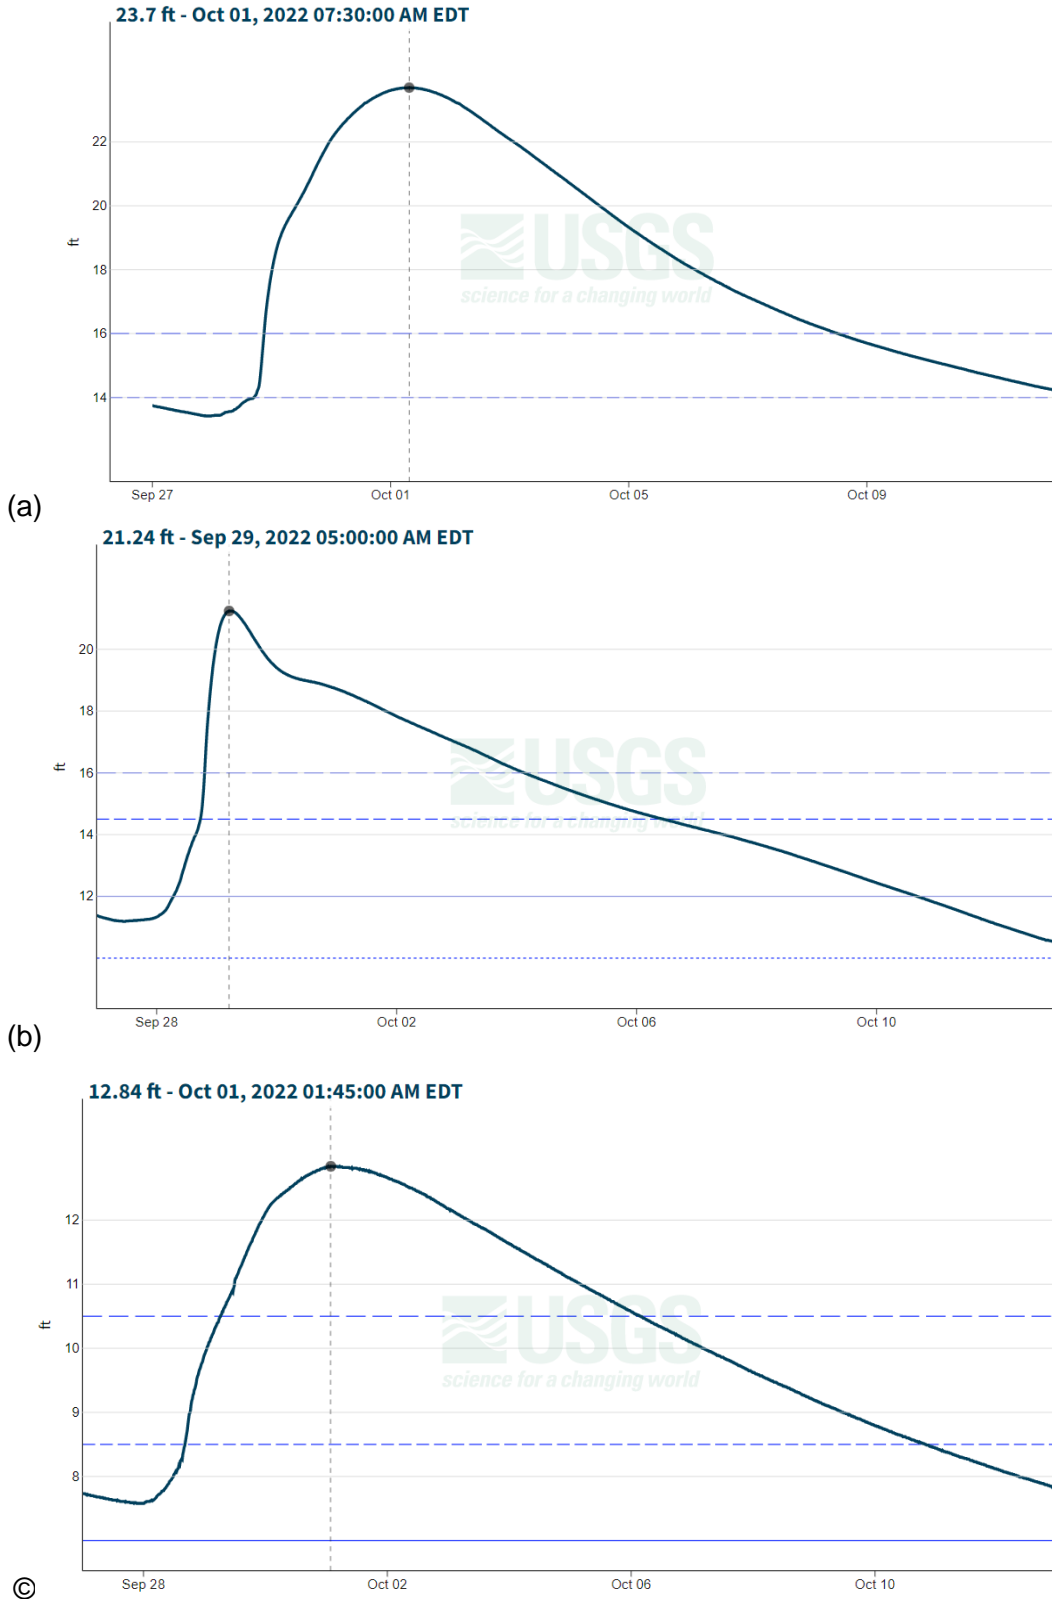 23.7 ft - Oct 01, 2022 07:30:00 AM EDT
22
20
18
16
14
ft
USGS
science for a changing world
Sep 27 Oct 01 Oct 05 Oct 09
(a)
21.24 ft - Sep 29, 2022 05:00:00 AM EDT
20
18
16
14
12
ft
USGS
science for a changing world
Sep 28 Oct 02 Oct 06 Oct 10
(b)
12.84 ft - Oct 01, 2022 01:45:00 AM EDT
12
11
10
9
8
ft
USGS
science for a changing world
Sep 28 Oct 02 Oct 06 Oct 10
©